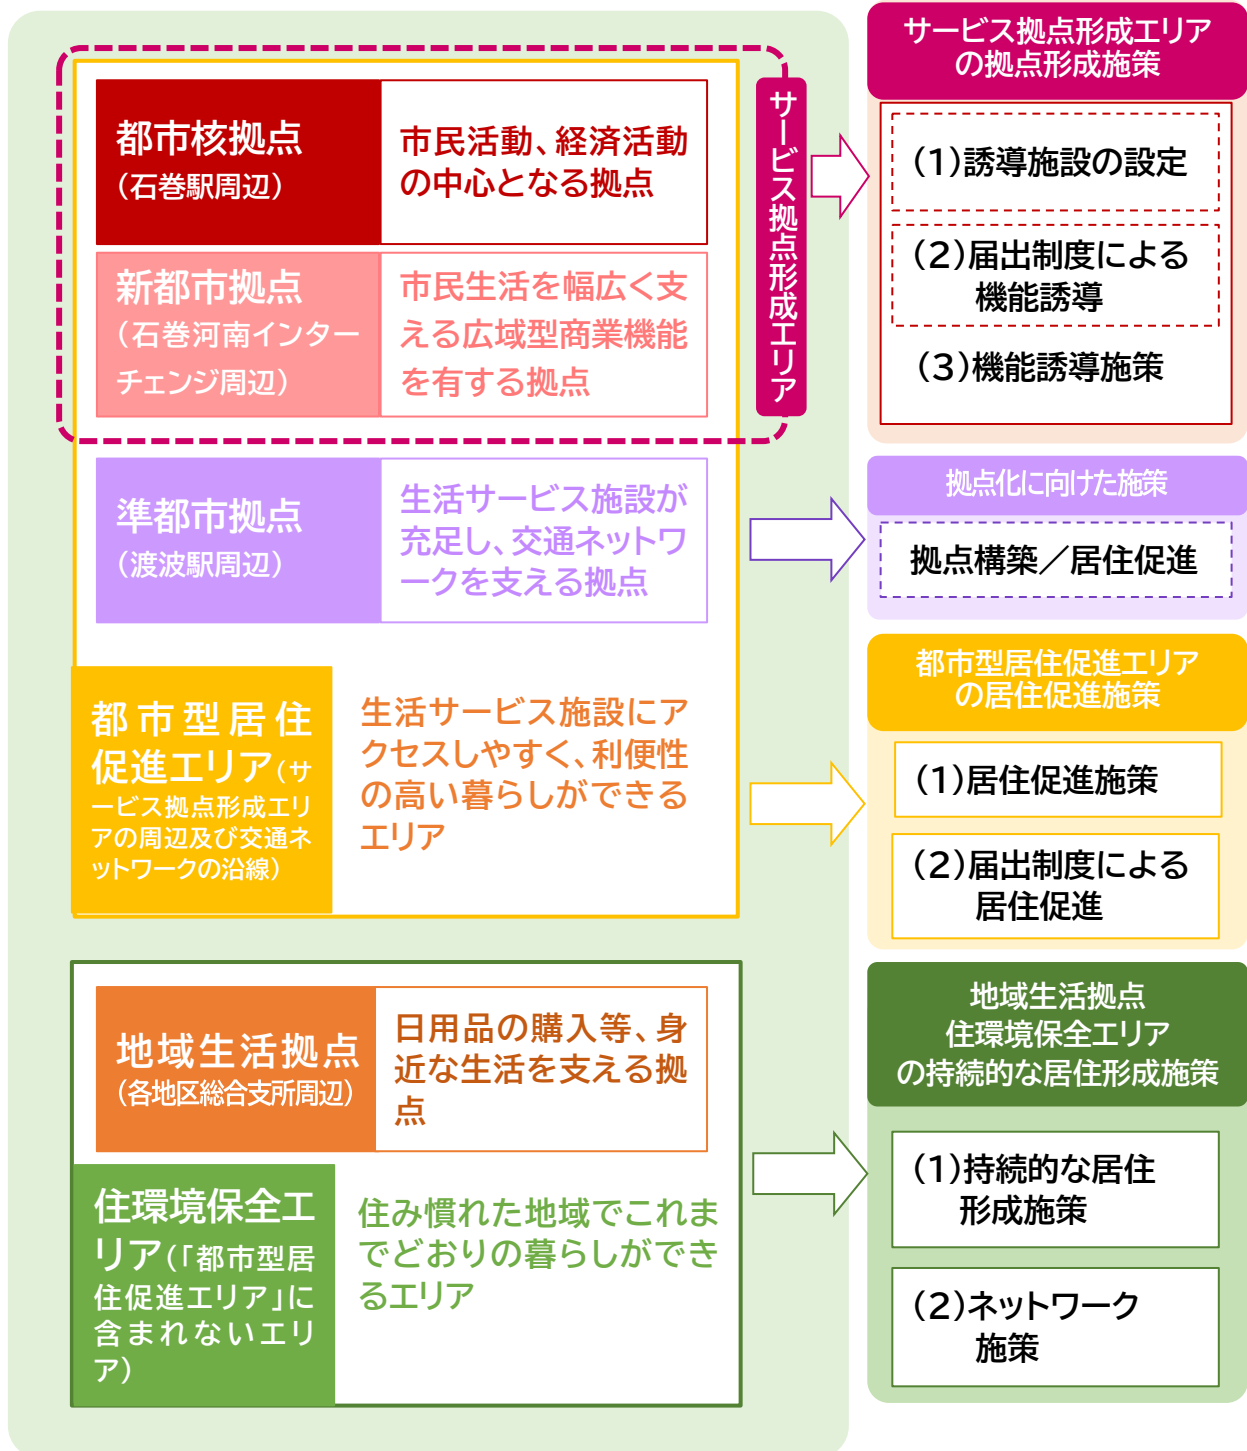 都市核拠点
（石巻駅周辺）
市民活動、経済活動
の中心となる拠点
新都市拠点
（石巻河南インター
チェンジ周辺）
市民生活を幅広く支
える広域型商業機能
を有する拠点
サービス拠点形成エリア
準都市拠点
（渡波駅周辺）
生活サービス施設が
充足し、交通ネットワ
ークを支える拠点
都市型居住
促進エリア（サ
ービス拠点形成エリ
アの周辺及び交通ネ
ットワークの沿線）
生活サービス施設にア
クセスしやすく、利便性
の高い暮らしができる
エリア
地域生活拠点
（各地区総合支所周辺）
日用品の購入等、身
近な生活を支える拠
点
住環境保全エ
リア（「都市型居
住促進エリア」に
含まれないエリ
ア）
住み慣れた地域でこれま
でどおりの暮らしができ
るエリア
サービス拠点形成エリア
の拠点形成施策
（１）誘導施設の設定
（２）届出制度による
機能誘導
（３）機能誘導施策
拠点化に向けた施策
拠点構築／居住促進
都市型居住促進エリア
の居住促進施策
（１）居住促進施策
（２）届出制度による
居住促進
地域生活拠点
住環境保全エリア
の持続的な居住形成施策
（１）持続的な居住
形成施策
（２）ネットワーク
施策